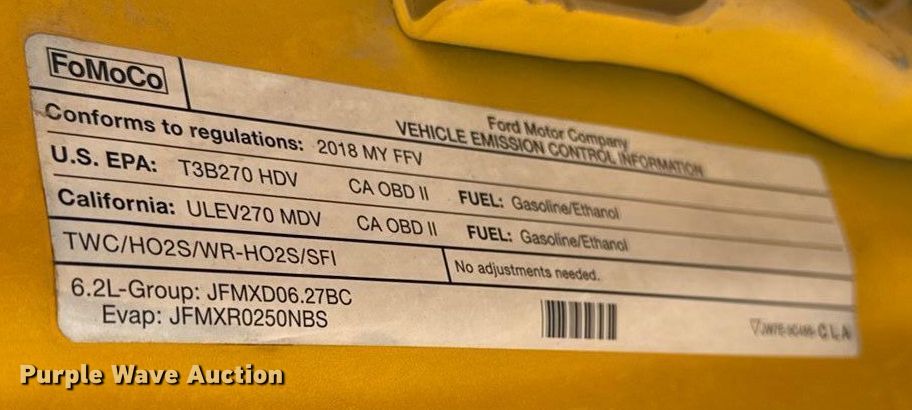 FoMoCo
Ford Motor Company
VEHICLE EMISSION CONTROL INFORMATION
Conforms to regulations: 2018 MY FFV
U.S. EPA: T3B270 HDV CA OBD II FUEL: Gasoline/Ethanol
California: ULEV270 MDV CA OBD II FUEL: Gasoline/Ethanol
TWC/HO2S/WR-HO2S/SFI
No adjustments needed.
6.2L-Group: JFMXD06.27BC
Evap: JFMXR0250NBS
CLA
Purple Wave Auction